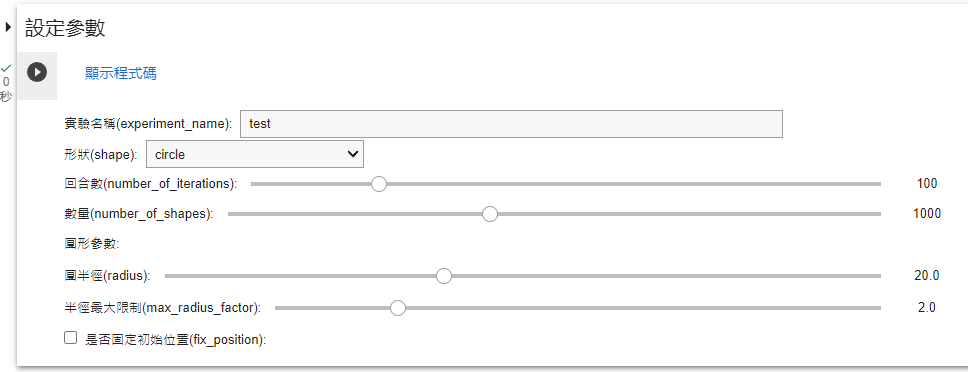 設定參數
顯示程式碼
0
秒
實驗名稱(experiment_name): test
形狀(shape): circle
回合數(number_of_iterations): 100
數量(number_of_shapes): 1000
圓形參數:
圓半徑(radius): 20.0
半徑最大限制(max_radius_factor): 2.0
是否固定初始位置(fix_position):